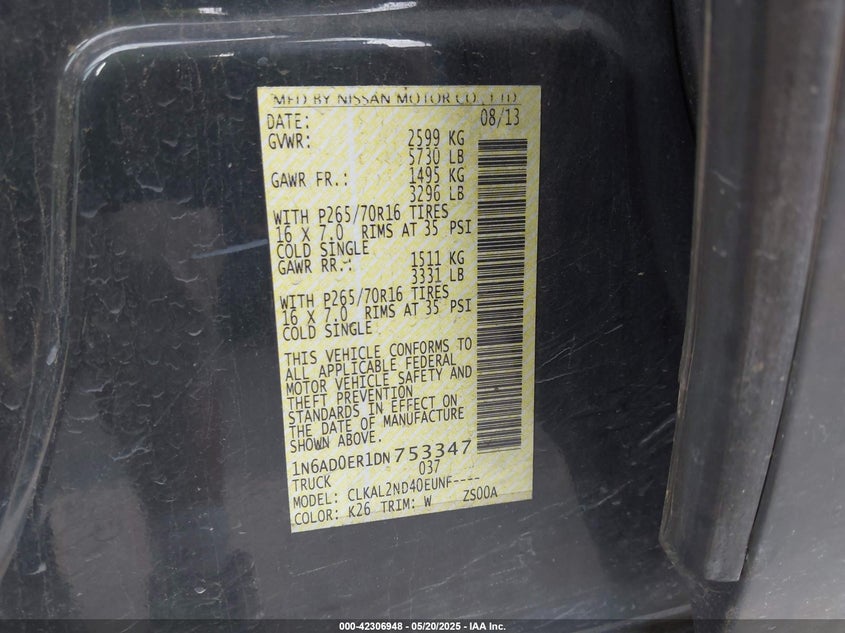 MFD BY NISSAN MOTOR CO., LTD.
DATE: 08/13
GVWR: 2599 KG
5730 LB
GAWR FR.: 1495 KG
3296 LB
WITH P265/70R16 TIRES
16 X 7.0 RIMS AT 35 PSI
COLD SINGLE
GAWR RR.: 1511 KG
3331 LB
WITH P265/70R16 TIRES
16 X 7.0 RIMS AT 35 PSI
COLD SINGLE
THIS VEHICLE CONFORMS TO
ALL APPLICABLE FEDERAL
MOTOR VEHICLE SAFETY AND
THEFT PREVENTION
STANDARDS IN EFFECT ON
THE DATE OF MANUFACTURE
SHOWN ABOVE.
1N6AD0ER1DN753347
TRUCK 037
MODEL: CLKAL2ND40EUNF----
COLOR: K26 TRIM: W ZS00A
000-42306948 - 05/20/2025 - IAA Inc.